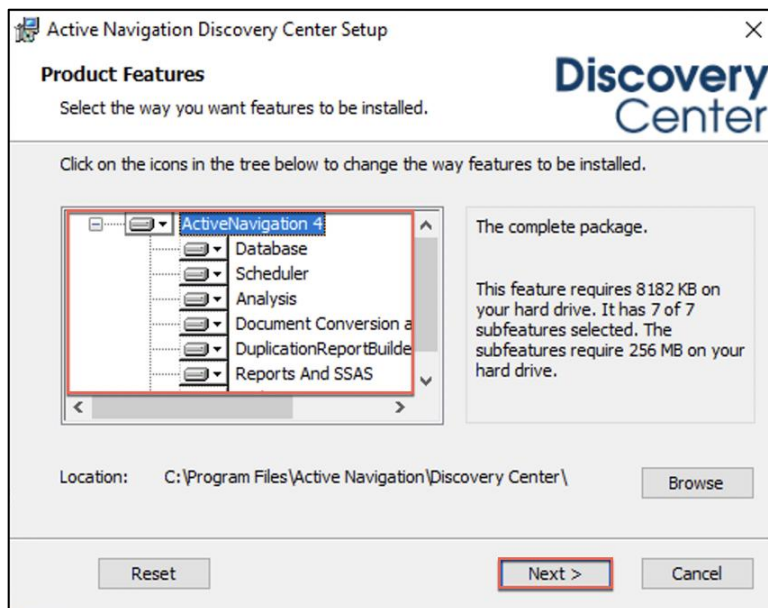 Active Navigation Discovery Center Setup
Product Features
Select the way you want features to be installed.
Discovery
Center
Click on the icons in the tree below to change the way features to be installed.
ActiveNavigation 4
Database
Scheduler
Analysis
Document Conversion a
DuplicationReportBuilde
Reports And SSAS
The complete package.
This feature requires 8182 KB on
your hard drive. It has 7 of 7
subfeatures selected. The
subfeatures require 256 MB on your
hard drive.
Location: C:\Program Files\Active Navigation\Discovery Center\
Browse
Reset
Next >
Cancel